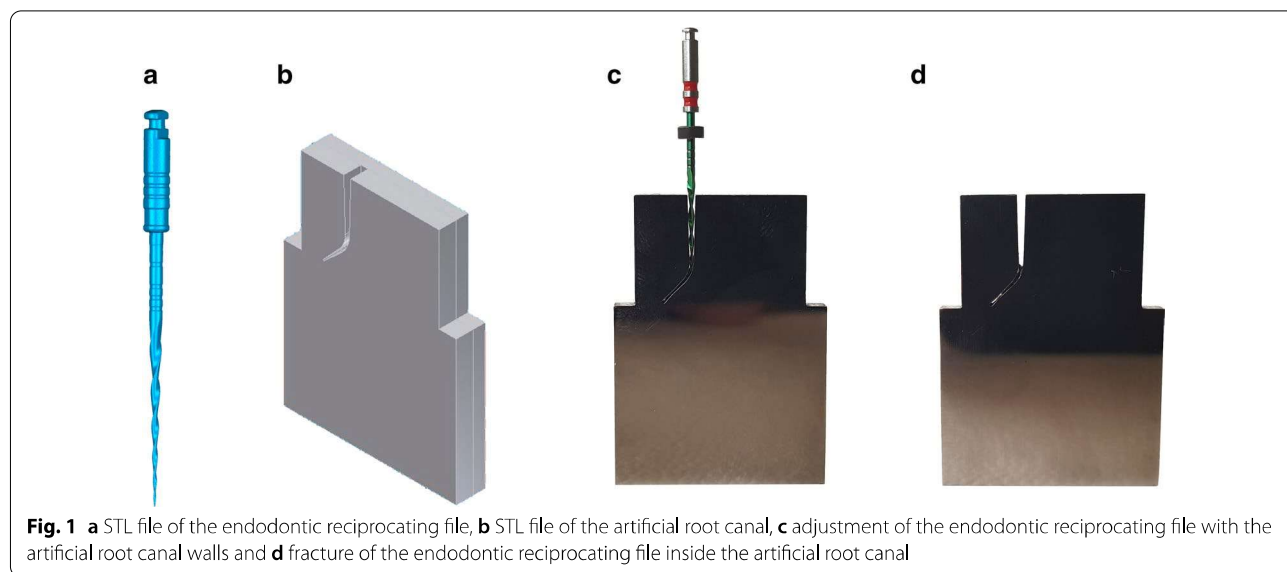 a
b
c
d
Fig. 1 a STL file of the endodontic reciprocating file, b STL file of the artificial root canal, c adjustment of the endodontic reciprocating file with the
artificial root canal walls and d fracture of the endodontic reciprocating file inside the artificial root canal